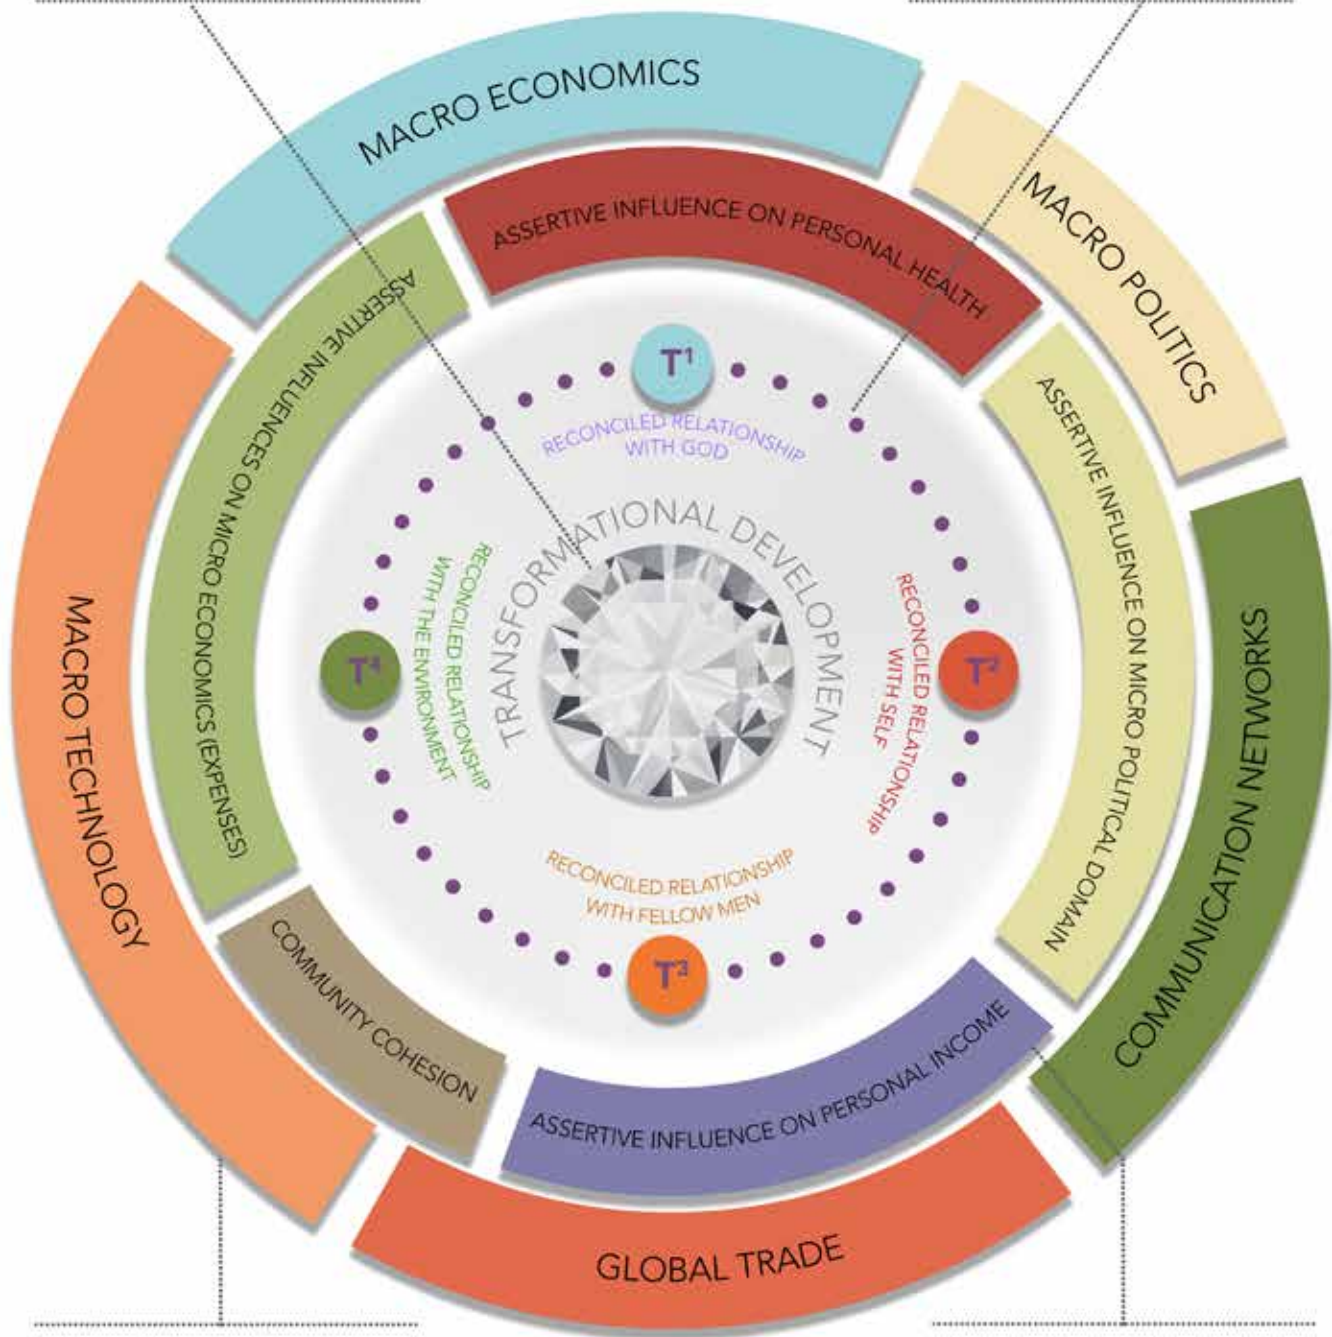 MACRO ECONOMICS
MACRO POLITICS
COMMUNICATION NETWORKS
GLOBAL TRADE
MACRO TECHNOLOGY
ASSERTIVE INFLUENCE ON PERSONAL HEALTH
ASSERTIVE INFLUENCE ON MICRO POLITICAL DOMAIN
ASSERTIVE INFLUENCE ON PERSONAL INCOME
COMMUNITY COHESION
ASSERTIVE INFLUENCES ON MICRO ECONOMICS (EXPENSES)
T¹
RECONCILED RELATIONSHIP
WITH GOD
T²
RECONCILED RELATIONSHIP
WITH SELF
T³
RECONCILED RELATIONSHIP
WITH FELLOW MEN
T⁴
RECONCILED RELATIONSHIP
WITH THE ENVIRONMENT
TRANSFORMATIONAL DEVELOPMENT